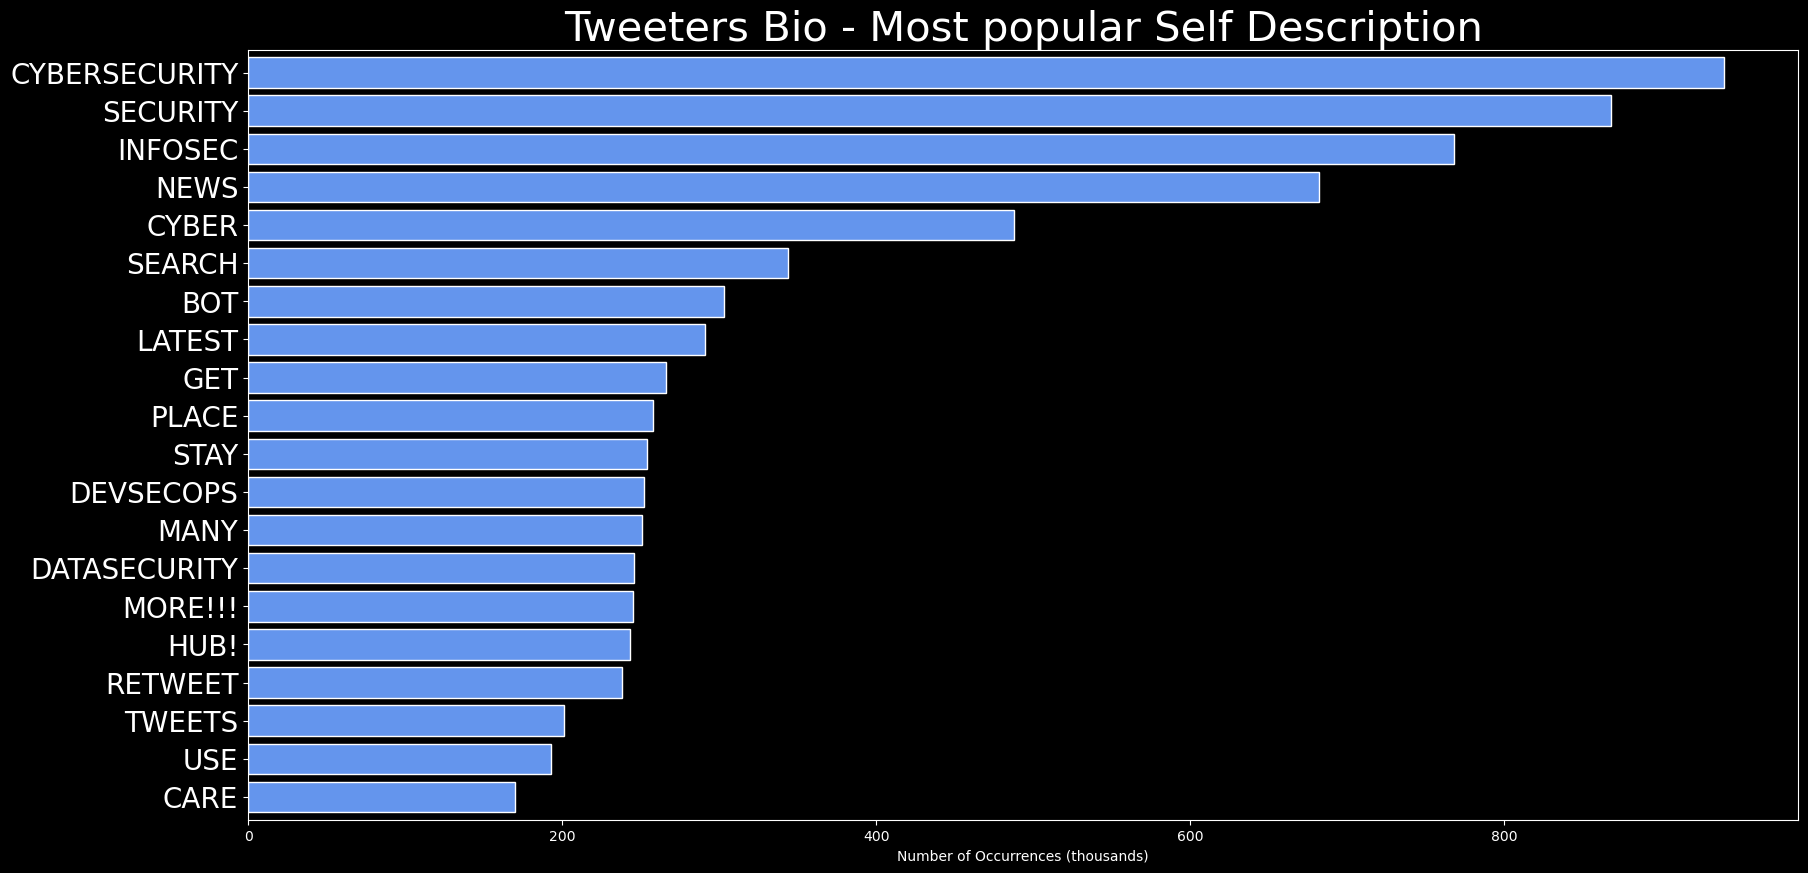 Tweeters Bio - Most popular Self Description
CYBERSECURITY
SECURITY
INFOSEC
NEWS
CYBER
SEARCH
BOT
LATEST
GET
PLACE
STAY
DEVSECOPS
MANY
DATASECURITY
MORE!!!
HUB!
RETWEET
TWEETS
USE
CARE
0 200 400 600 800
Number of Occurrences (thousands)